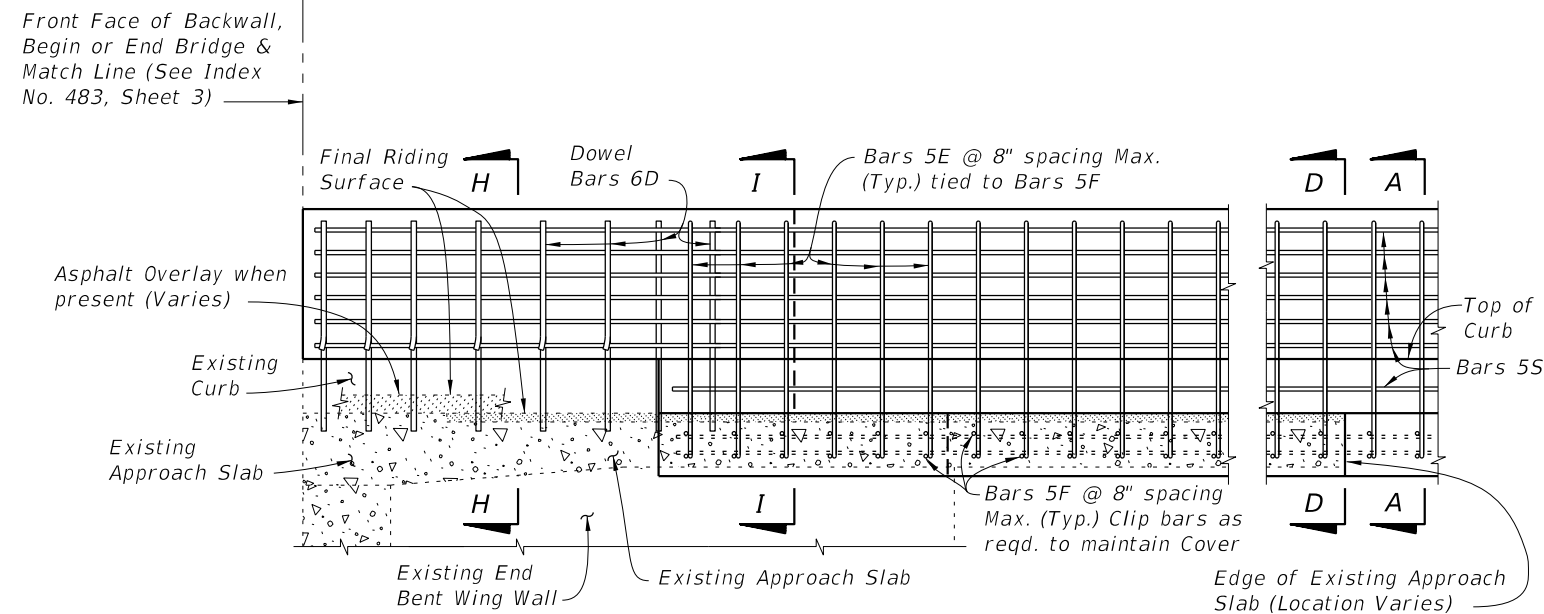 Front Face of Backwall,
Begin or End Bridge &
Match Line (See Index
No. 483, Sheet 3)
Final Riding
Surface
H
Dowel
Bars 6D
I
Bars 5E @ 8" spacing Max.
(Typ.) tied to Bars 5F
D
A
Asphalt Overlay when
present (Varies)
Top of
Curb
Existing
Curb
Bars 5S
Existing
Approach Slab
H
I
Bars 5F @ 8" spacing
Max. (Typ.) Clip bars as
reqd. to maintain Cover
D
A
Existing End
Bent Wing Wall
Existing Approach Slab
Edge of Existing Approach
Slab (Location Varies)